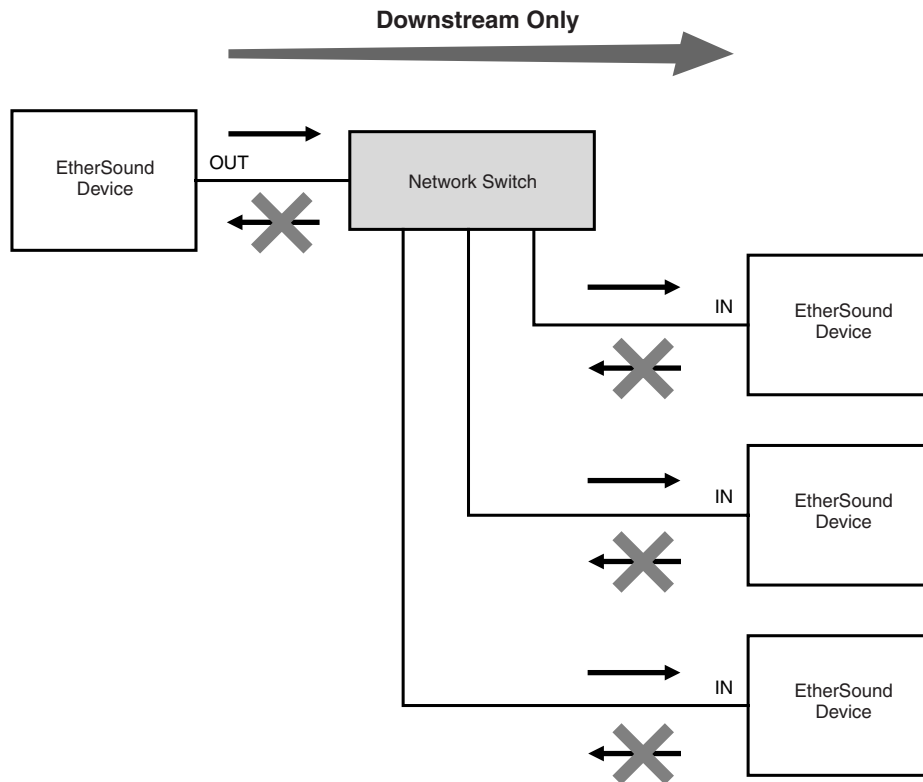 Downstream Only
EtherSound
Device
OUT
Network Switch
IN
EtherSound
Device
IN
EtherSound
Device
IN
EtherSound
Device